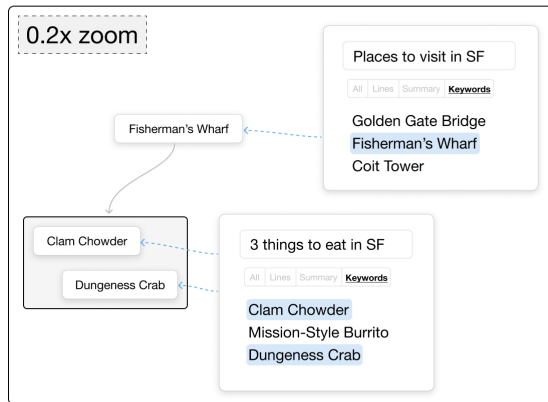 0.2x zoom
Places to visit in SF
All Lines Summary Keywords
Golden Gate Bridge
Fisherman’s Wharf
Coit Tower
Fisherman’s Wharf
Clam Chowder
Dungeness Crab
3 things to eat in SF
All Lines Summary Keywords
Clam Chowder
Mission-Style Burrito
Dungeness Crab